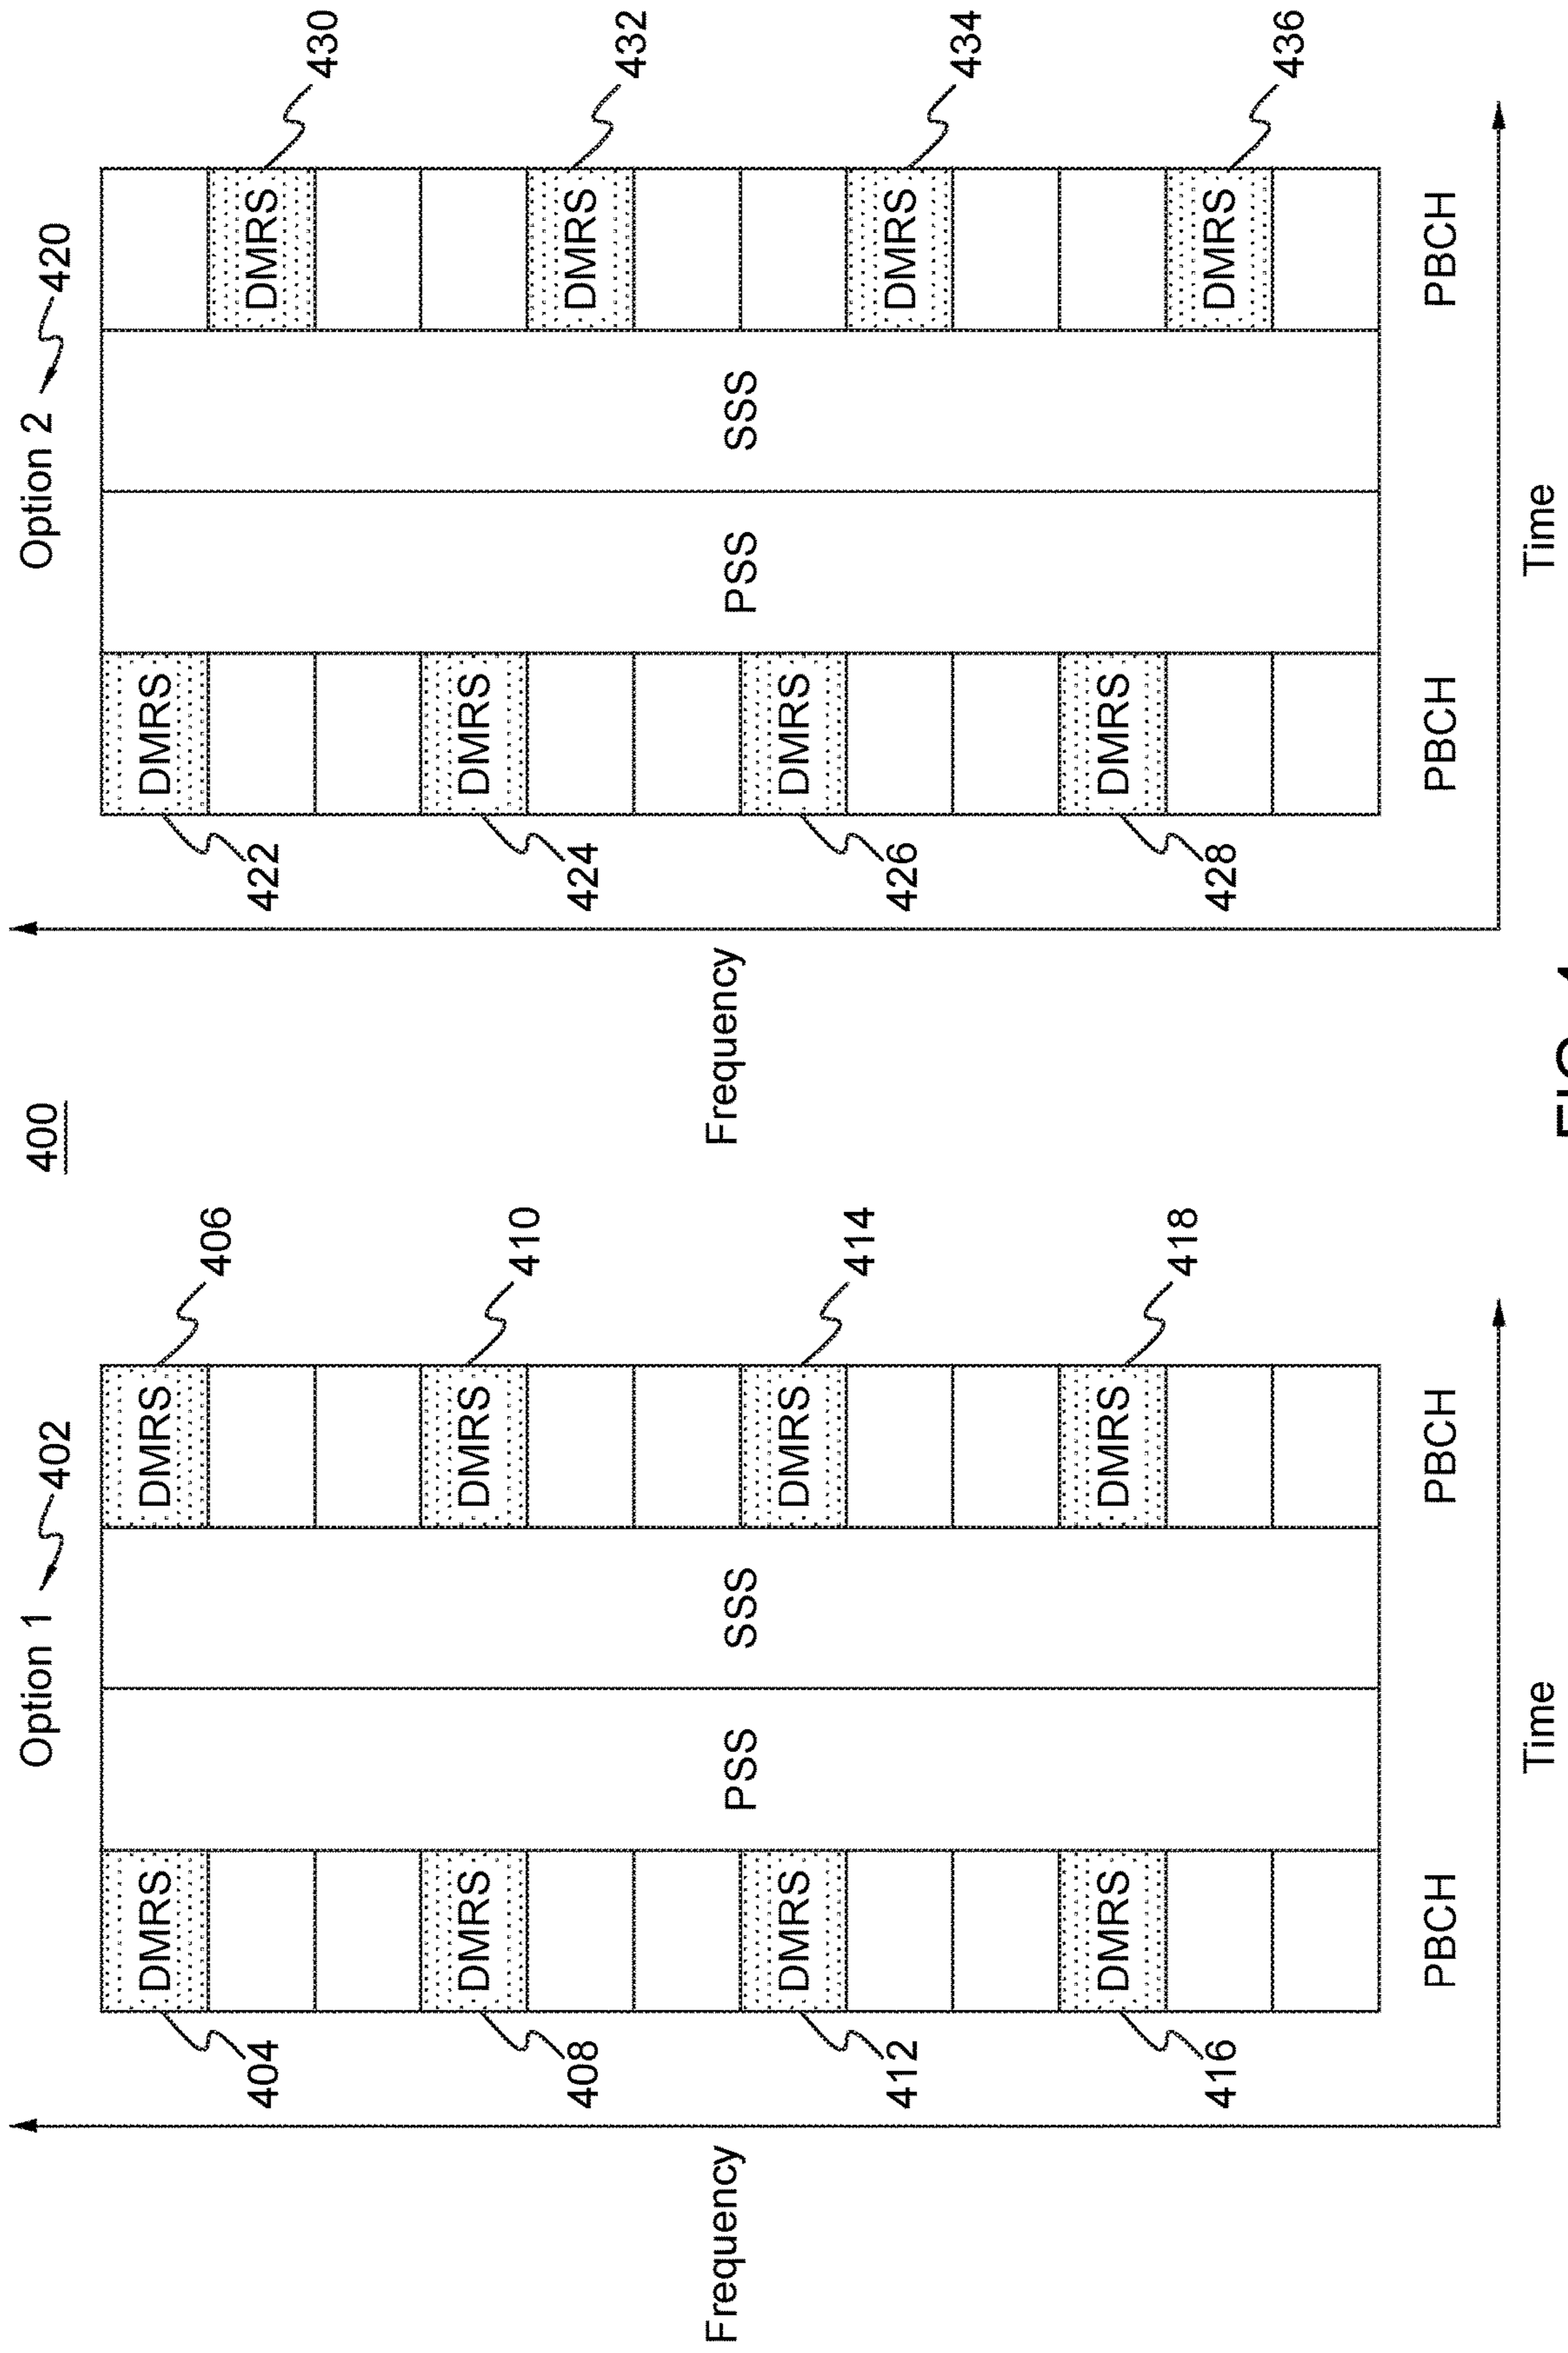 Option 1
402
400
Option 2
420
Frequency
404
DMRS
DMRS
406
408
DMRS
DMRS
410
PSS
SSS
412
DMRS
DMRS
414
416
DMRS
DMRS
418
PBCH
PBCH
Time
Frequency
422
DMRS
DMRS
430
424
DMRS
DMRS
432
PSS
SSS
426
DMRS
DMRS
434
428
DMRS
DMRS
436
PBCH
PBCH
Time